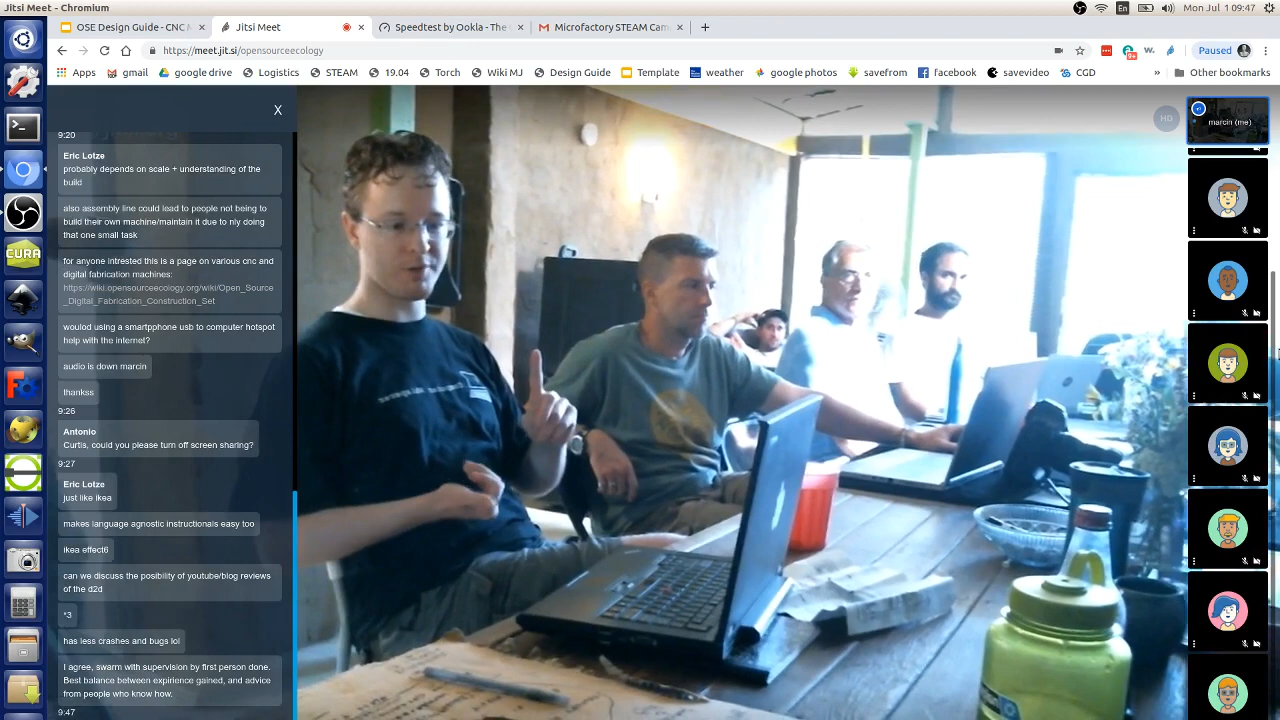 Jitsi Meet - Chromium
En
Mon Jul 1 09:47
OSE Design Guide - CNC
Jitsi Meet
Speedtest by Ookla - The
Microfactory STEAM Cam
https://meet.jit.si/opensourceecology
9+
W.
Paused
Apps
gmail
google drive
Logistics
STEAM
19.04
Torch
Wiki MJ
Design Guide
Template
weather
google photos
savefrom
facebook
savevideo
CGD
»
Other bookmarks
X
HD
marcin (me)
CURA
9:20
Eric Lotze
probably depends on scale + understanding of the
build
also assembly line could lead to people not being to
build their own machine/maintain it due to nly doing
that one small task
for anyone intrested this is a page on various cnc and
digital fabrication machines:
https://wiki.opensourceecology.org/wiki/Open_Source
_Digital_Fabrication_Construction_Set
woulod using a smartpphone usb to computer hotspot
help with the internet?
audio is down marcin
thankss
9:26
Antonio
Curtis, could you please turn off screen sharing?
9:27
Eric Lotze
just like ikea
makes language agnostic instructionals easy too
ikea effect6
can we discuss the posibility of youtube/blog reviews
of the d2d
*3
has less crashes and bugs lol
I agree, swarm with supervision by first person done.
Best balance between expirience gained, and advice
from people who know how.
9:47